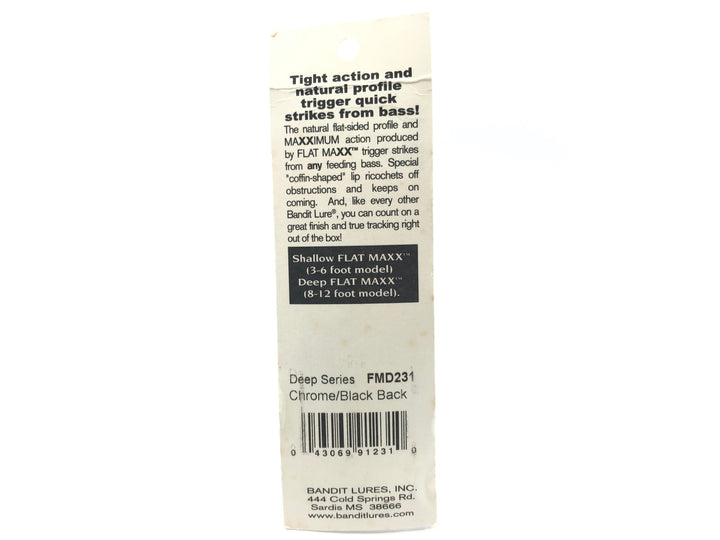 Tight action and
natural profile
trigger quick
strikes from bass!
The natural flat-sided profile and
MAXXIMUM action produced
by FLAT MAXX™ trigger strikes
from any feeding bass. Special
"coffin-shaped" lip ricochets off
obstructions and keeps on
coming. And, like every other
Bandit Lure®, you can count on a
great finish and true tracking right
out of the box!
Shallow FLAT MAXX™
(3-6 foot model)
Deep FLAT MAXX™
(8-12 foot model).
Deep Series FMD231
Chrome/Black Back
0 43069 91231 0
BANDIT LURES, INC.
444 Cold Springs Rd.
Sardis MS 38666
www.banditlures.com